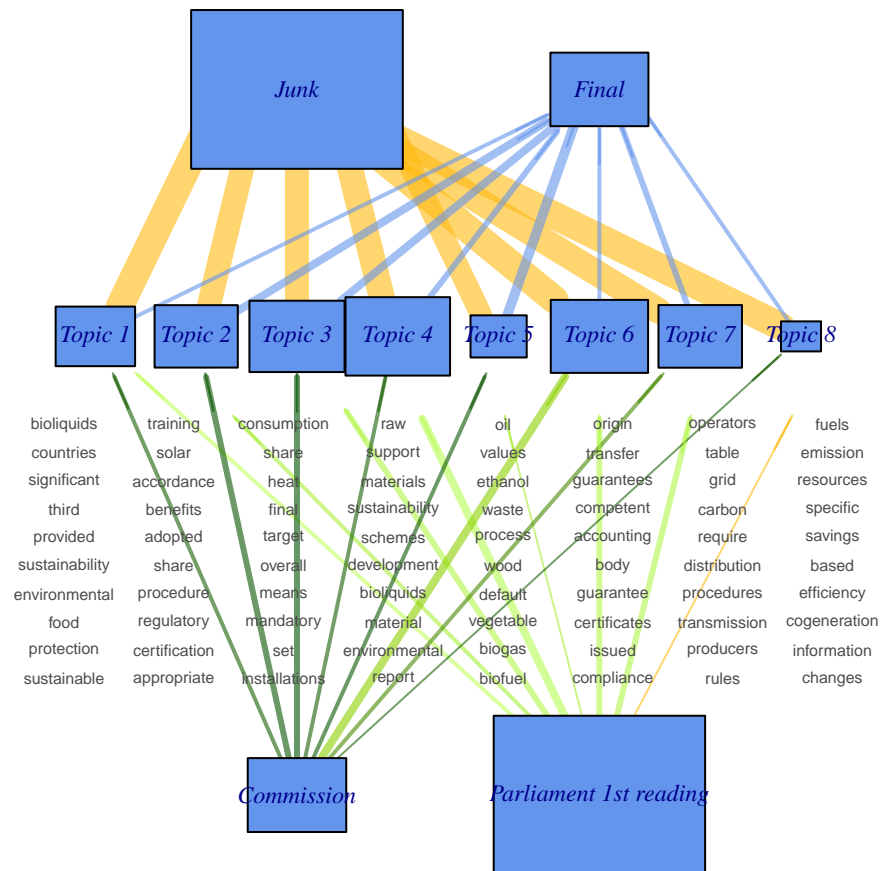 Junk Final
Topic 1 Topic 2 Topic 3 Topic 4 Topic 5 Topic 6 Topic 7 Topic 8
bioliquids training consumption raw oil origin operators fuels
countries solar share support values transfer table emission
significant accordance heat materials ethanol guarantees grid resources
third benefits final sustainability waste competent carbon specific
provided adopted target schemes process accounting require savings
sustainability share overall development wood body distribution based
environmental procedure means bioliquids default guarantee procedures efficiency
food regulatory mandatory material vegetable certificates transmission cogeneration
protection certification set environmental biogas issued producers information
sustainable appropriate installations report biofuel compliance rules changes
Commission Parliament 1st reading